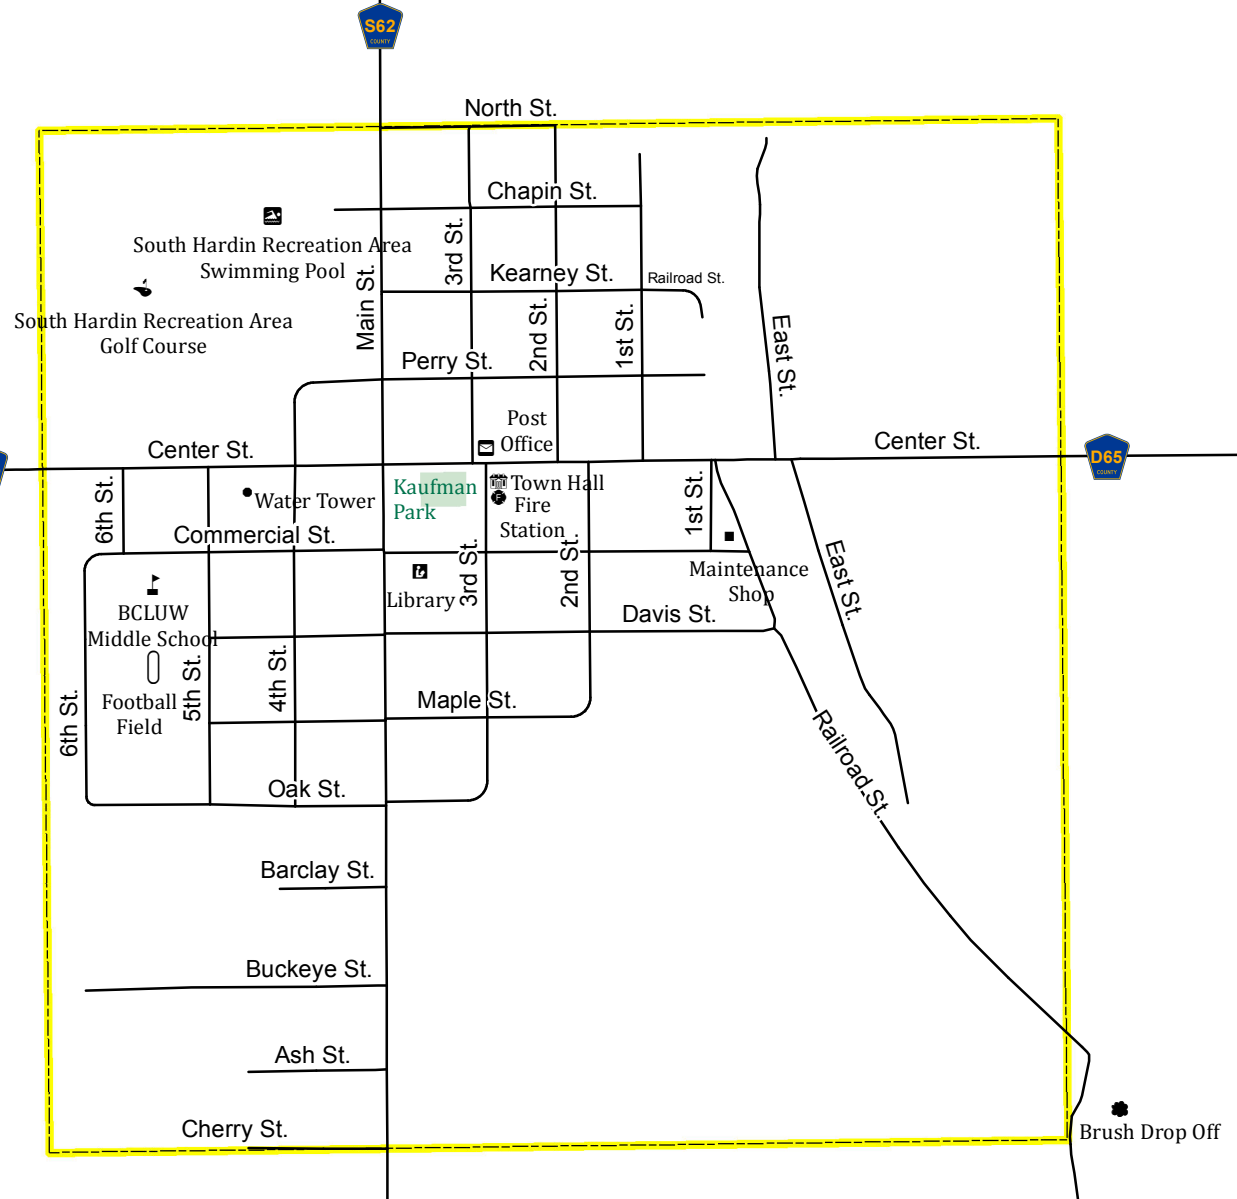 S62
COUNTY
North St.
Chapin St.
South Hardin Recreation Area
Swimming Pool
3rd St.
Kearney St.
Railroad St.
Main St.
South Hardin Recreation Area
Golf Course
2nd St.
1st St.
East St.
Perry St.
Post
Office
Center St.
Center St.
D65
COUNTY
6th St.
Water Tower
Kaufman
Park
Town Hall
F
Fire
Station
1st St.
Commercial St.
3rd St.
2nd St.
Maintenance
Shop
East St.
BCLUW
Middle School
Library
Davis St.
5th St.
4th St.
6th St.
Football
Field
Maple St.
Railroad St.
Oak St.
Barclay St.
Buckeye St.
Ash St.
Cherry St.
Brush Drop Off